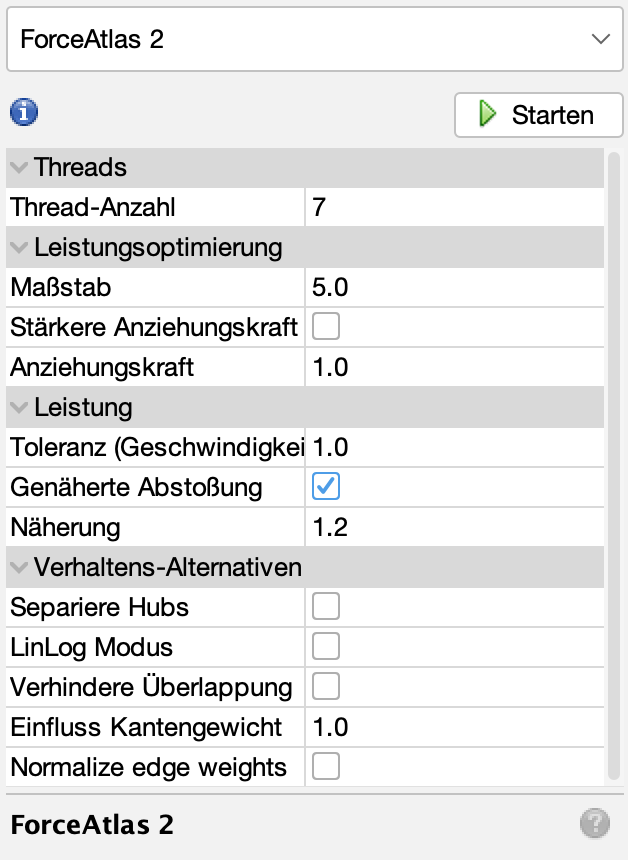 ForceAtlas 2
Starten
Threads
Thread-Anzahl 7
Leistungsoptimierung
Maßstab 5.0
Stärkere Anziehungskraft
Anziehungskraft 1.0
Leistung
Toleranz (Geschwindigkei 1.0
Genäherte Abstoßung
Näherung 1.2
Verhaltens-Alternativen
Separiere Hubs
LinLog Modus
Verhindere Überlappung
Einfluss Kantengewicht 1.0
Normalize edge weights
ForceAtlas 2